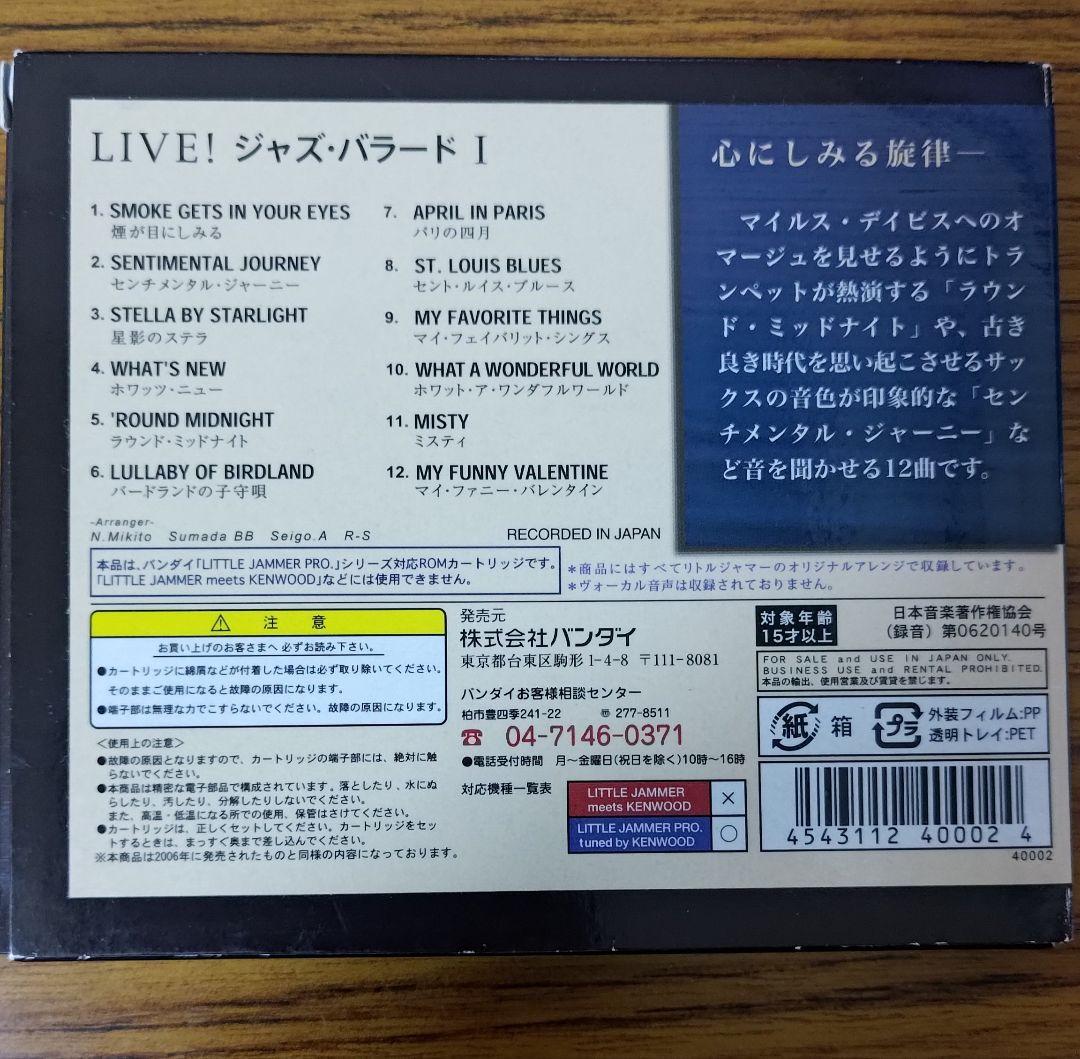 LIVE! ジャズ・バラード I
1. SMOKE GETS IN YOUR EYES
煙が目にしみる
2. SENTIMENTAL JOURNEY
センチメンタル・ジャーニー
3. STELLA BY STARLIGHT
星影のステラ
4. WHAT'S NEW
ホワッツ・ニュー
5. 'ROUND MIDNIGHT
ラウンド・ミッドナイト
6. LULLABY OF BIRDLAND
バードランドの子守唄
7. APRIL IN PARIS
パリの四月
8. ST. LOUIS BLUES
セント・ルイス・ブルース
9. MY FAVORITE THINGS
マイ・フェイバリット・シングス
10. WHAT A WONDERFUL WORLD
ホワット・ア・ワンダフルワールド
11. MISTY
ミスティ
12. MY FUNNY VALENTINE
マイ・ファニー・バレンタイン
-Arranger-
N.Mikito Sumada BB Seigo.A R-S
RECORDED IN JAPAN
心にしみる旋律―
マイルス・デイビスへのオ
マージュを見せるようにトラ
ンペットが熱演する「ラウン
ド・ミッドナイト」や、古き
良き時代を思い起こさせるサッ
クスの音色が印象的な「セン
チメンタル・ジャーニー」な
ど音を聞かせる12曲です。
本品は、バンダイ「LITTLE JAMMER PRO.」シリーズ対応ROMカートリッジです。
「LITTLE JAMMER meets KENWOOD」などには使用できません。
＊商品にはすべてリトルジャマーのオリジナルアレンジで収録しています。
＊ヴォーカル音声は収録されておりません。
⚠ 注 意
お買い上げのお客さまへ 必ずお読み下さい。
●カートリッジに綿屑などが付着した場合は必ず取り除いてください。
そのままご使用になると故障の原因になります。
●端子部は無理な力でこすらないでください。故障の原因になります。
＜使用上の注意＞
●故障の原因となりますので、カートリッジの端子部には、絶対に触
らないでください。
●本商品は精密な電子部品で構成されています。落としたり、水にぬ
らしたり、汚したり、分解したりしないでください。
また、高温・低温になる所での使用、保管はさけてください。
●カートリッジは、正しくセットしてください。カートリッジをセッ
トするときは、まっすぐ奥まで差し込んでください。
※本商品は2006年に発売されたものと同様の内容になっております。
発売元
株式会社バンダイ
東京都台東区駒形1-4-8 〒111-8081
バンダイお客様相談センター
柏市豊四季241-22 〒277-8511
☎ 04-7146-0371
●電話受付時間 月～金曜日(祝日を除く)10時～16時
対応機種一覧表
LITTLE JAMMER
meets KENWOOD ×
LITTLE JAMMER PRO.
tuned by KENWOOD ○
対象年齢
15才以上
日本音楽著作権協会
(録音) 第0620140号
FOR SALE and USE IN JAPAN ONLY.
BUSINESS USE and RENTAL PROHIBITED.
本品の輸出、使用営業及び賃貸を禁じます。
紙 箱
プラ 外装フィルム:PP
透明トレイ:PET
4543112 40002 4
40002